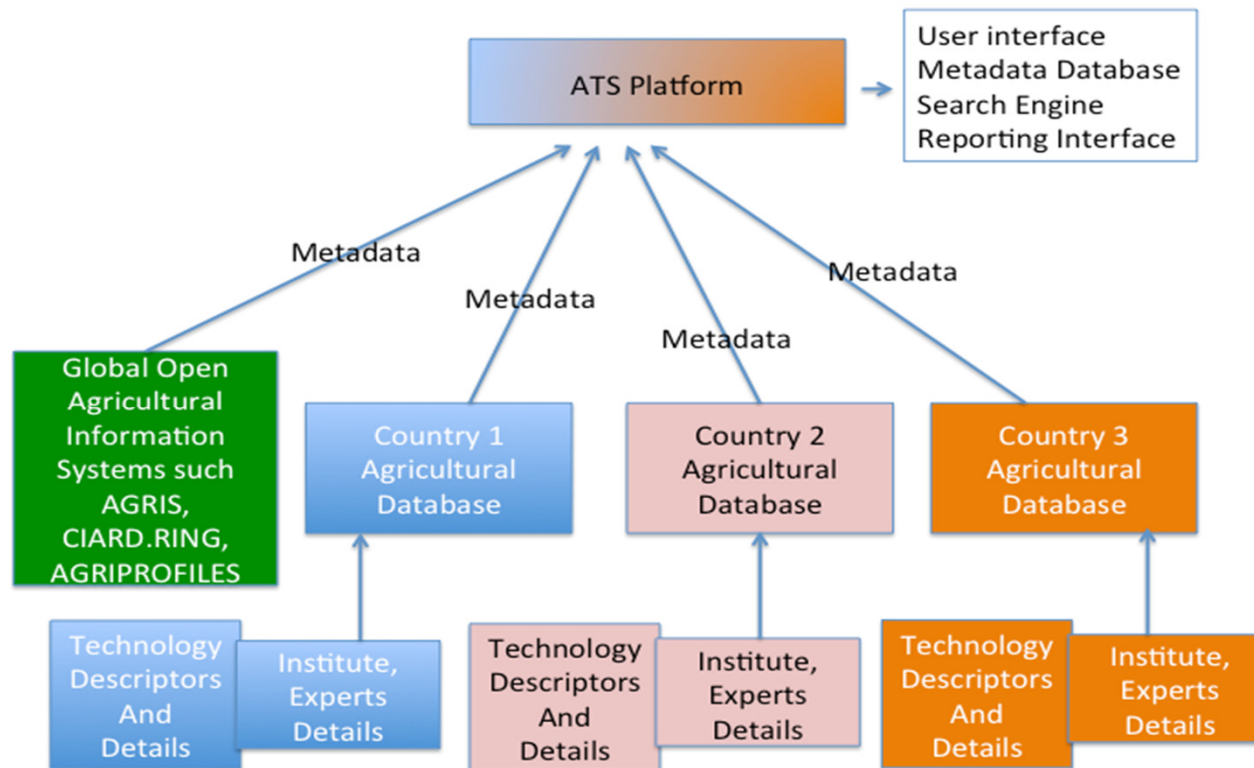 ATS Platform
User interface
Metadata Database
Search Engine
Reporting Interface
Metadata
Metadata
Metadata
Metadata
Global Open
Agricultural
Information
Systems such
AGRIS,
CIARD.RING,
AGRIPROFILES
Country 1
Agricultural
Database
Country 2
Agricultural
Database
Country 3
Agricultural
Database
Technology
Descriptors
And
Details
Institute,
Experts
Details
Technology
Descriptors
And
Details
Institute,
Experts
Details
Technology
Descriptors
And
Details
Institute,
Experts
Details